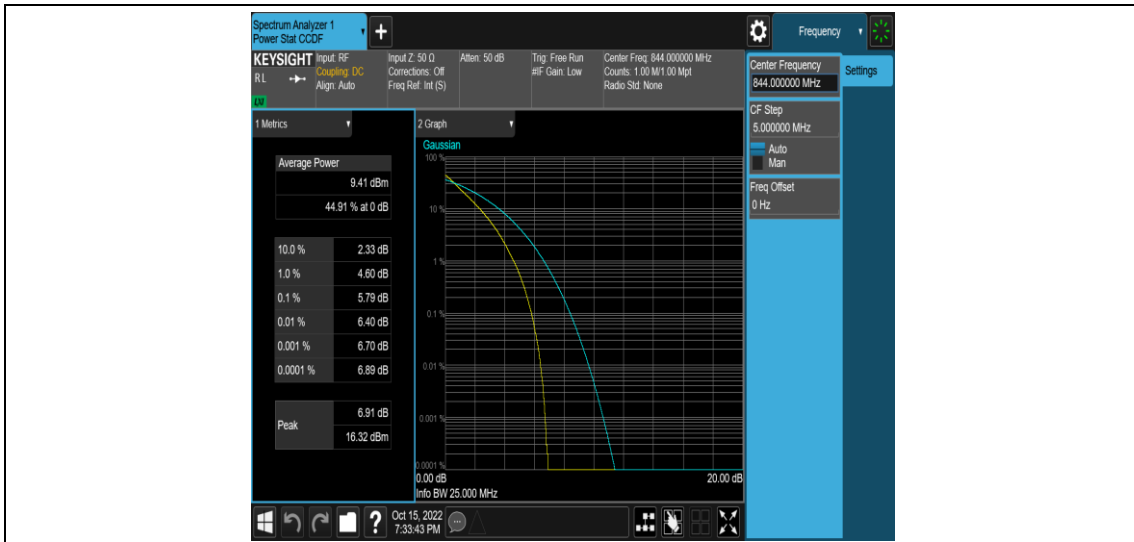 Spectrum Analyzer 1
Power Stat CCDF
+
Frequency
KEYSIGHT
RL
LXI
Input: RF
Coupling: DC
Align: Auto
Input Z: 50 Ω
Corrections: Off
Freq Ref: Int (S)
Atten: 50 dB
Trig: Free Run
#IF Gain: Low
Center Freq: 844.000000 MHz
Counts: 1.00 M/1.00 Mpt
Radio Std: None
Center Frequency
844.000000 MHz
Settings
CF Step
5.000000 MHz
Auto
Man
Freq Offset
0 Hz
1 Metrics
Average Power
9.41 dBm
44.91 % at 0 dB
10.0 % 2.33 dB
1.0 % 4.60 dB
0.1 % 5.79 dB
0.01 % 6.40 dB
0.001 % 6.70 dB
0.0001 % 6.89 dB
Peak
6.91 dB
16.32 dBm
2 Graph
Gaussian
100 %
10 %
1 %
0.1 %
0.01 %
0.001 %
0.0001 %
0.00 dB 20.00 dB
Info BW 25.000 MHz
?
Oct 15, 2022
7:33:43 PM